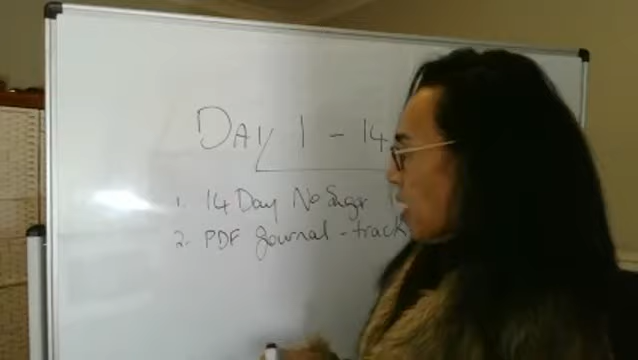 DAY 1 - 14
1. 14 Day No Sugar
2. PDF Journal - track